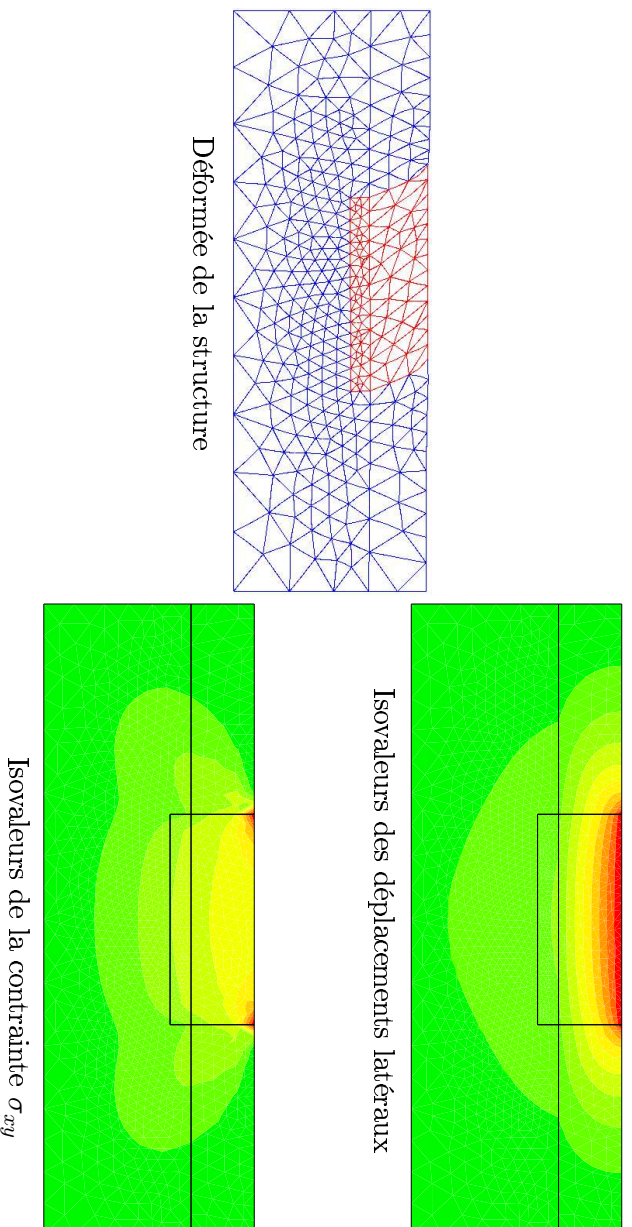 Déformée de la structure
Isovaleurs des déplacements latéraux
Isovaleurs de la contrainte σxy